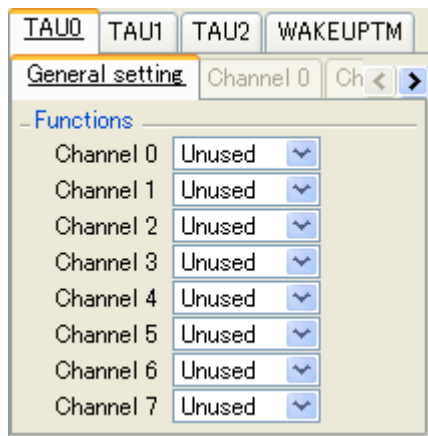 TAU0 TAU1 TAU2 WAKEUPTM
General setting Channel 0 Ch
Functions
Channel 0 Unused
Channel 1 Unused
Channel 2 Unused
Channel 3 Unused
Channel 4 Unused
Channel 5 Unused
Channel 6 Unused
Channel 7 Unused